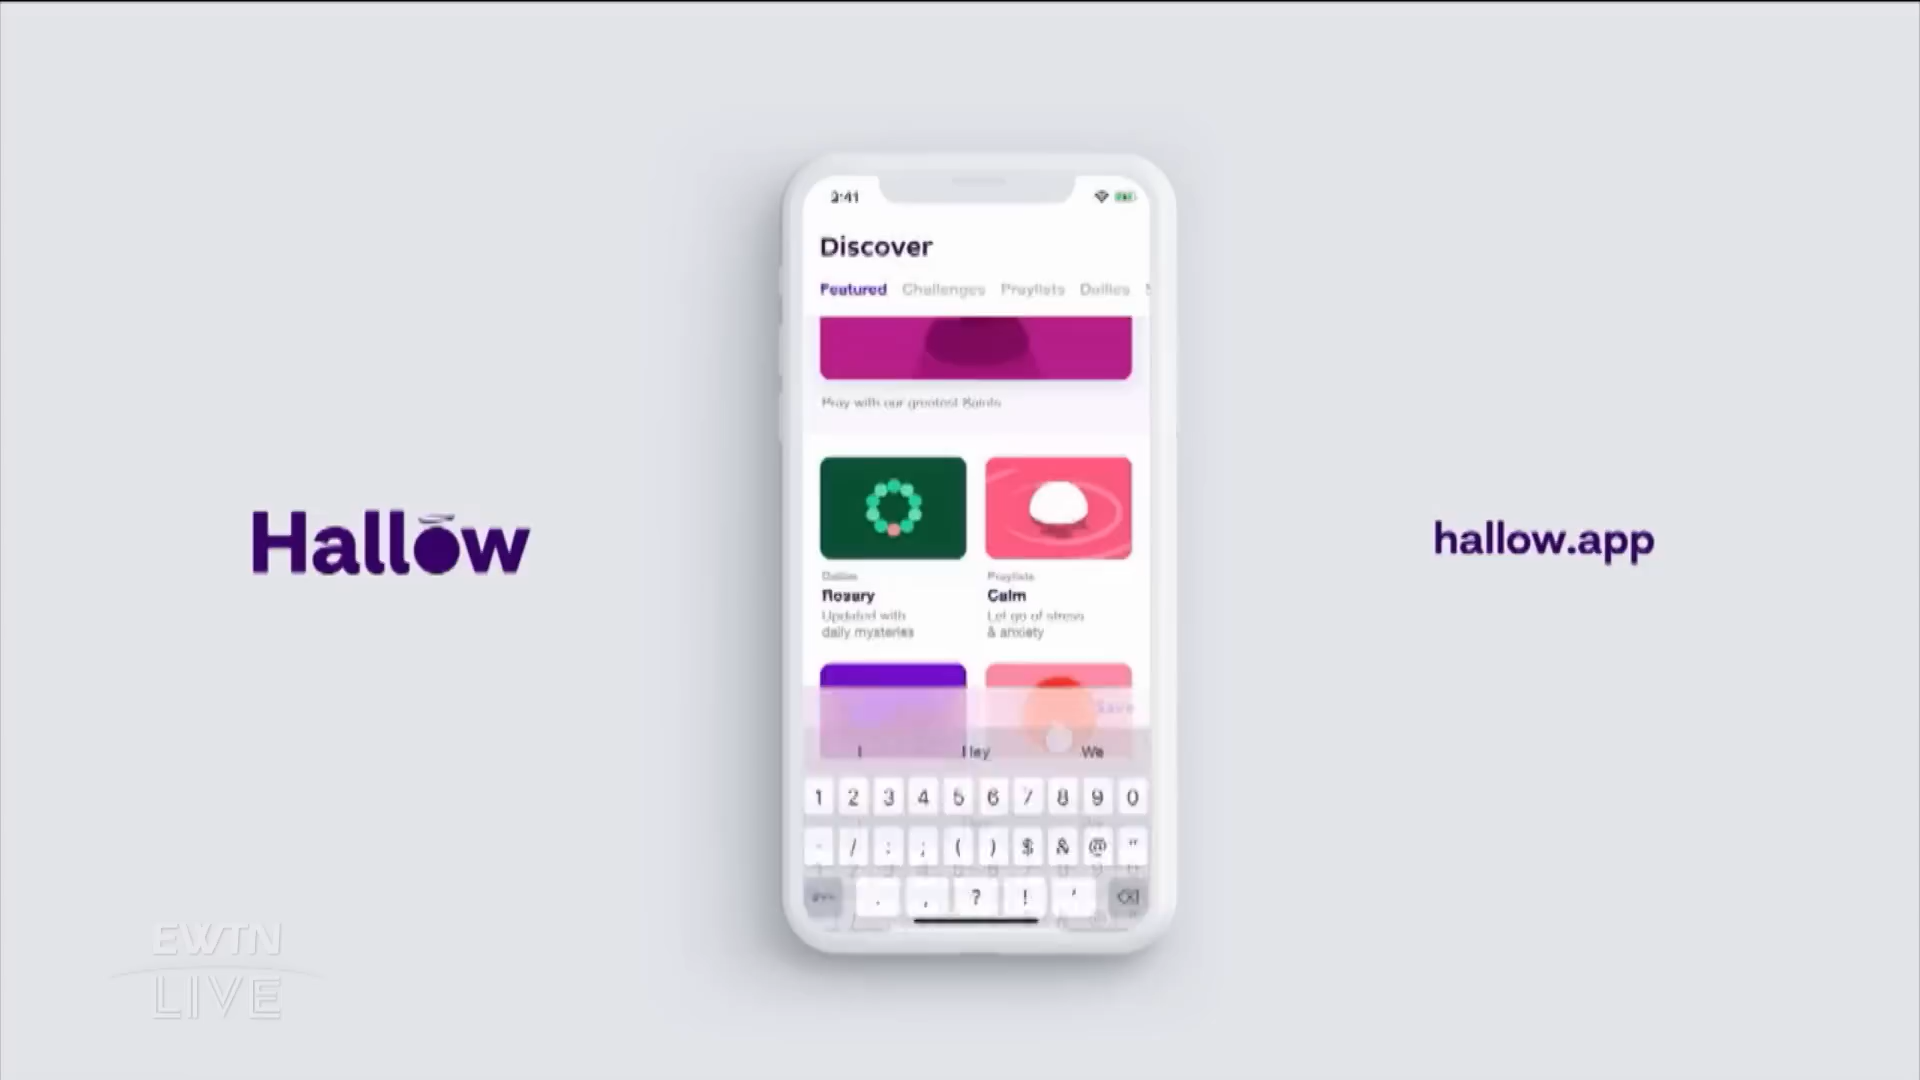 9:41
Discover
Featured Challenges Praylists Dailies
Pray with our greatest Saints
Dailies Praylists
Rosary Calm
Updated with Let go of stress
daily mysteries & anxiety
Save
I Hey We
1 2 3 4 5 6 7 8 9 0
- / : ; ( ) $ & @ "
. , ? ! '
Hallow
hallow.app
EWTN
LIVE